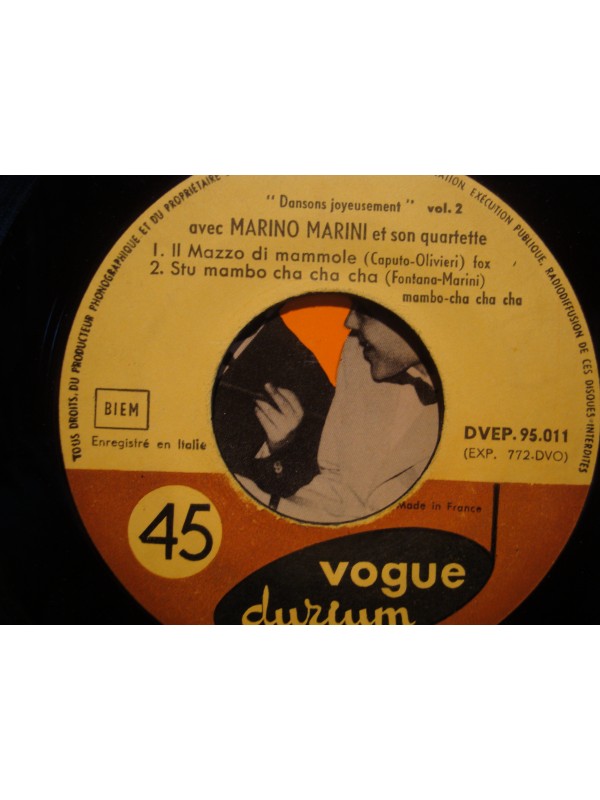 TOUS DROITS, DU PRODUCTEUR PHONOGRAPHIQUE ET DU PROPRIÉTAIRE
EXÉCUTION PUBLIQUE, RADIODIFFUSION DE CES DISQUES-INTERDITES
"Dansons joyeusement" vol. 2
avec MARINO MARINI et son quartette
1. Il Mazzo di mammole (Caputo-Olivieri) fox
2. Stu mambo cha cha cha (Fontana-Marini)
mambo-cha cha cha
BIEM
Enregistré en Italie
DVEP. 95.011
(EXP. 772-DVO)
Made in France
45
vogue
durium